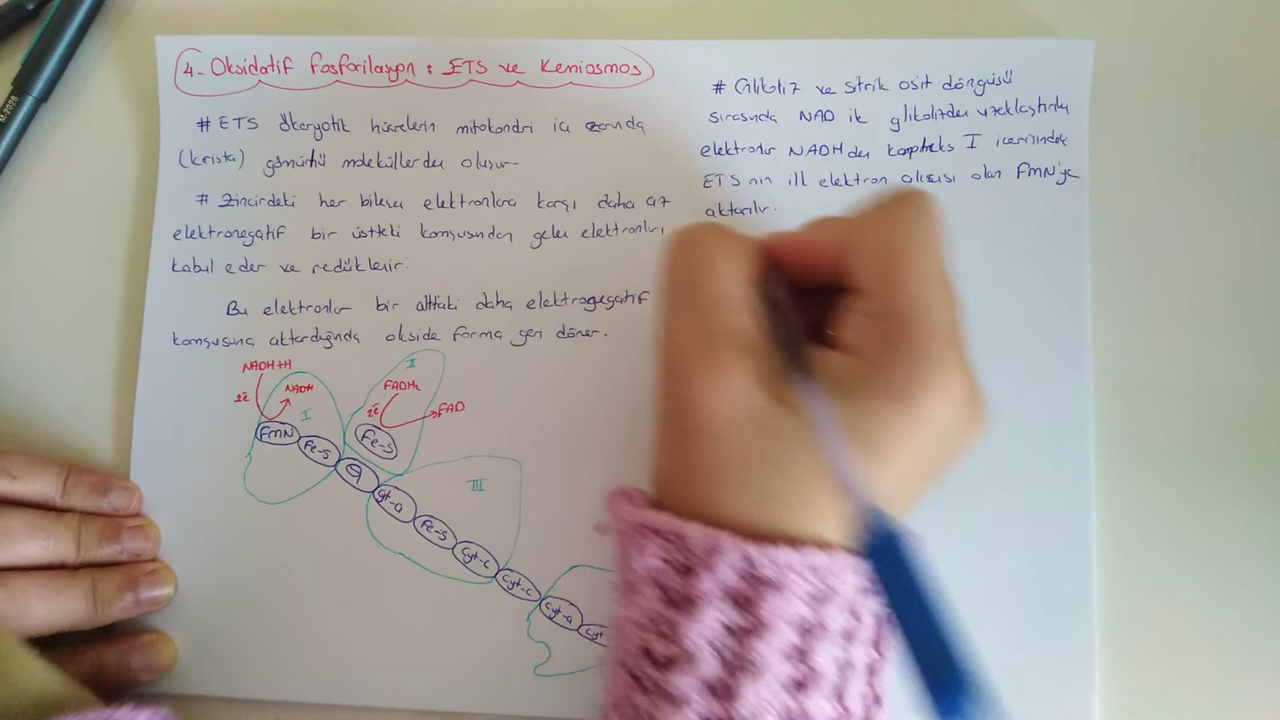 4- Oksidatif fosforilasyon : ETS ve Kemiosmos
# ETS Ökaryotik hücrelerin mitokondri iç zarında
(krista) gömülü moleküllerden oluşur
# Zincirdeki her bileşen elektronlara karşı daha az
elektronegatif bir üstteki komşusundan gelen elektronları
kabul eder ve redüklenir.
Bu elektronlar bir alttaki daha elektronegatif
komşusuna aktardığında okside forma geri döner.
NADH+H
2e⁻
NADH
I
FMN
Fe-S
II
FADH₂
2e⁻
FAD
Fe-S
Q
III
Fe-S
Cyt-c
Cyt-c
Cyt-a
Cyt
# Glikoliz ve sitrik asit döngüsü
sırasında NAD ile glikolizden uzaklaştırılan
elektronlar NADH den kompleks I içerisindeki
ETS nin ilk elektron alıcısı olan FMN'ye
aktarılır.
M-2028